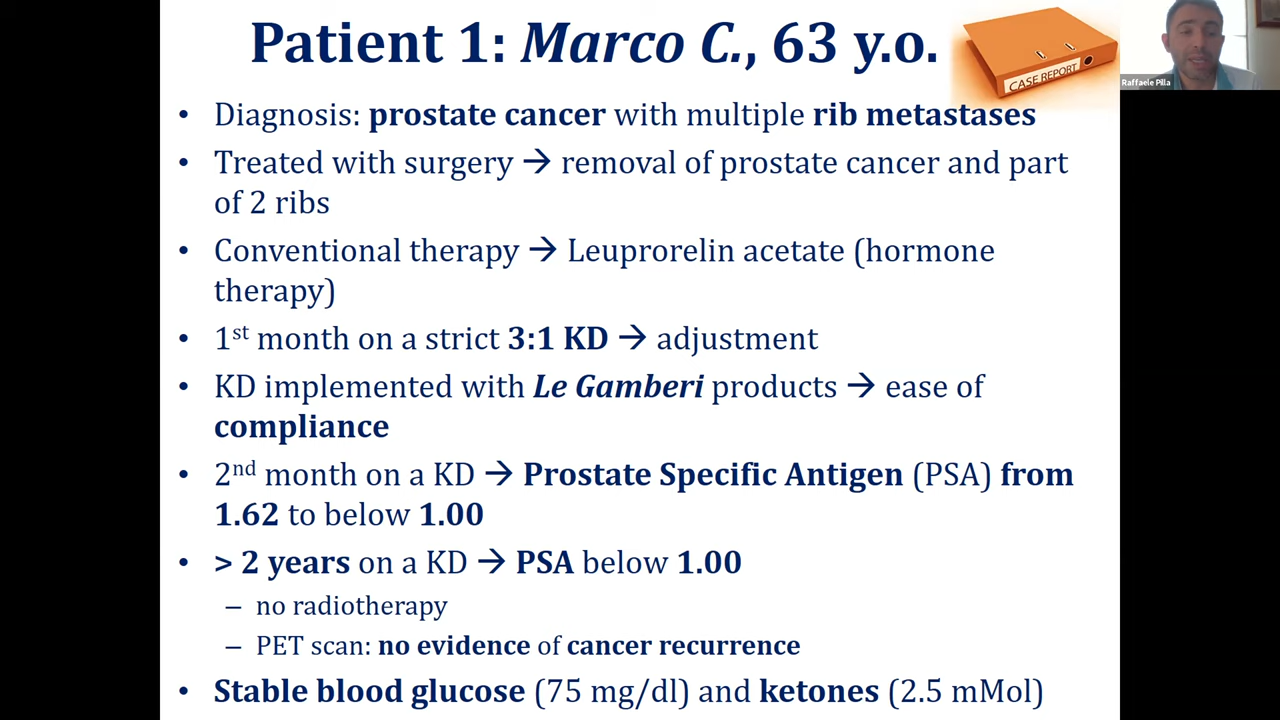 Patient 1: Marco C., 63 y.o.
CASE REPORT
Raffaele Pilla
• Diagnosis: prostate cancer with multiple rib metastases
• Treated with surgery → removal of prostate cancer and part
of 2 ribs
• Conventional therapy → Leuprorelin acetate (hormone
therapy)
• 1st month on a strict 3:1 KD → adjustment
• KD implemented with Le Gamberi products → ease of
compliance
• 2nd month on a KD → Prostate Specific Antigen (PSA) from
1.62 to below 1.00
• > 2 years on a KD → PSA below 1.00
– no radiotherapy
– PET scan: no evidence of cancer recurrence
• Stable blood glucose (75 mg/dl) and ketones (2.5 mMol)